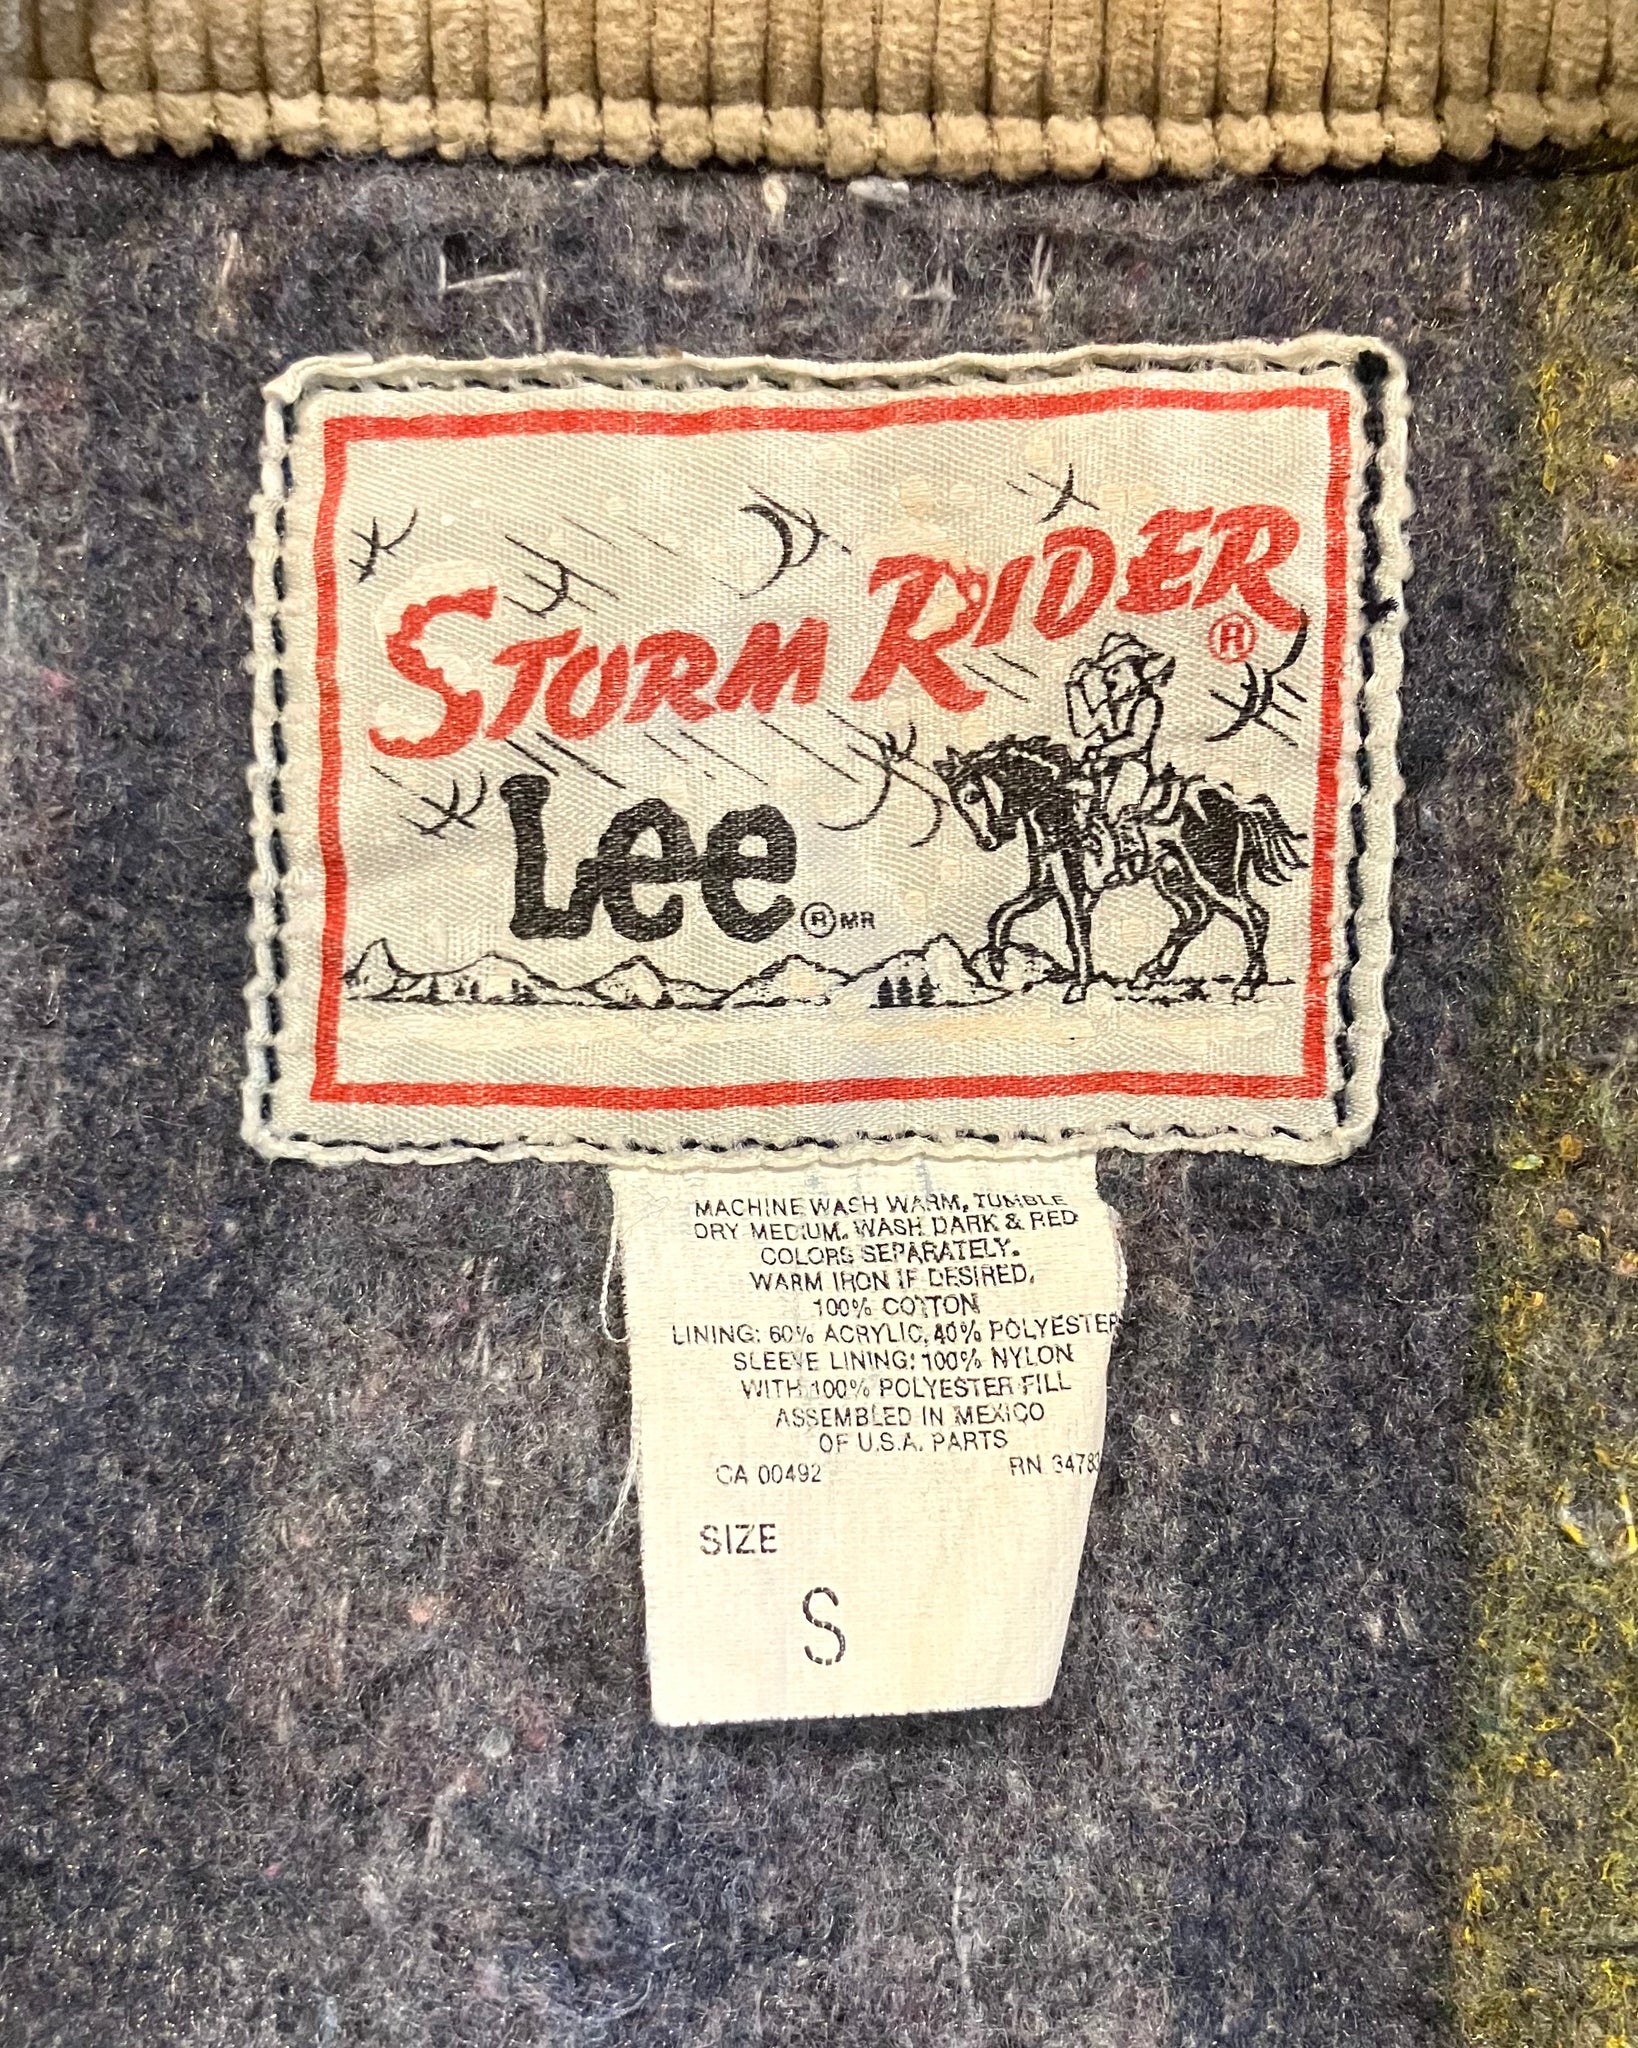 STORM RIDER ®
Lee ® MR
MACHINE WASH WARM, TUMBLE
DRY MEDIUM. WASH DARK & RED
COLORS SEPARATELY.
WARM IRON IF DESIRED.
100% COTTON
LINING: 60% ACRYLIC, 40% POLYESTER
SLEEVE LINING: 100% NYLON
WITH 100% POLYESTER FILL
ASSEMBLED IN MEXICO
OF U.S.A. PARTS
CA 00492 RN 34783
SIZE
S